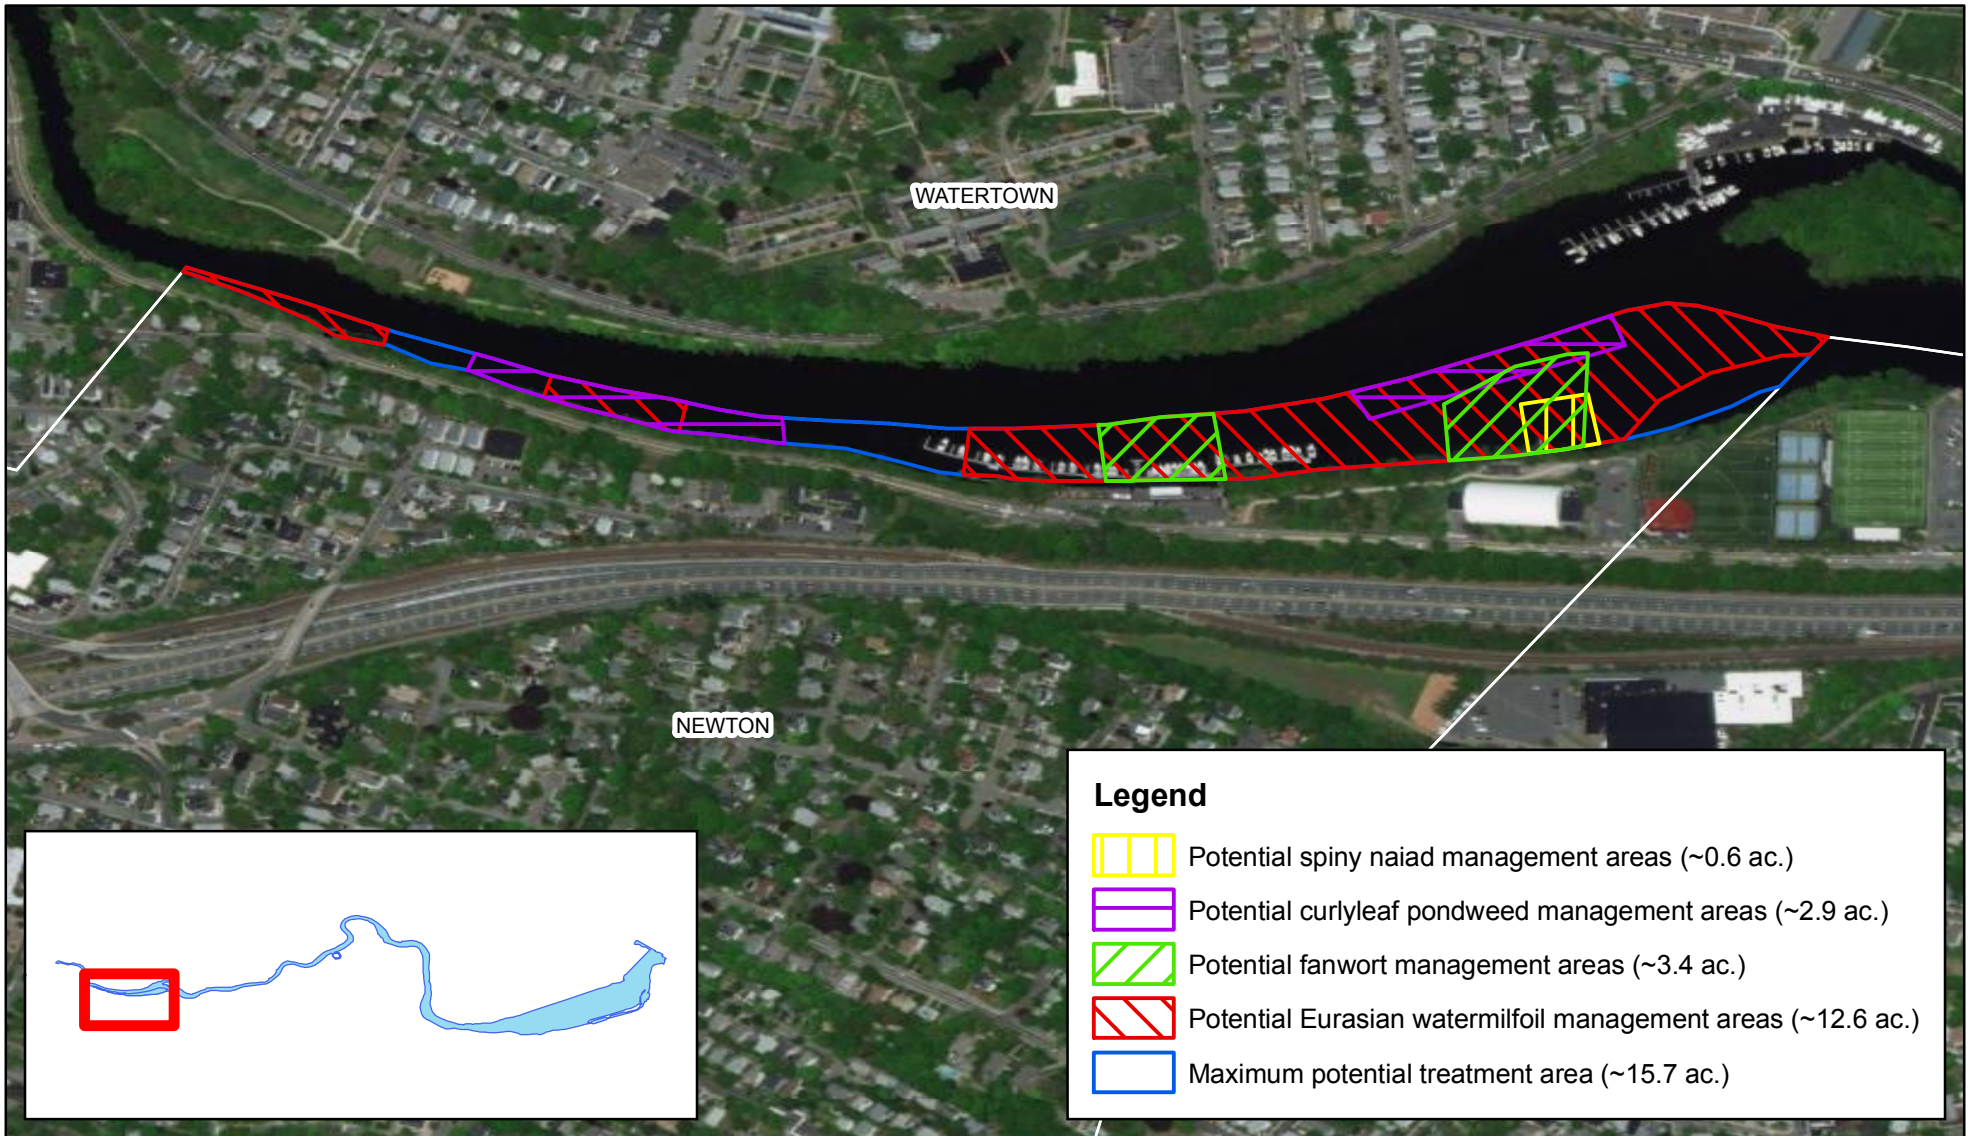 WATERTOWN
NEWTON
Legend
Potential spiny naiad management areas (~0.6 ac.)
Potential curlyleaf pondweed management areas (~2.9 ac.)
Potential fanwort management areas (~3.4 ac.)
Potential Eurasian watermilfoil management areas (~12.6 ac.)
Maximum potential treatment area (~15.7 ac.)